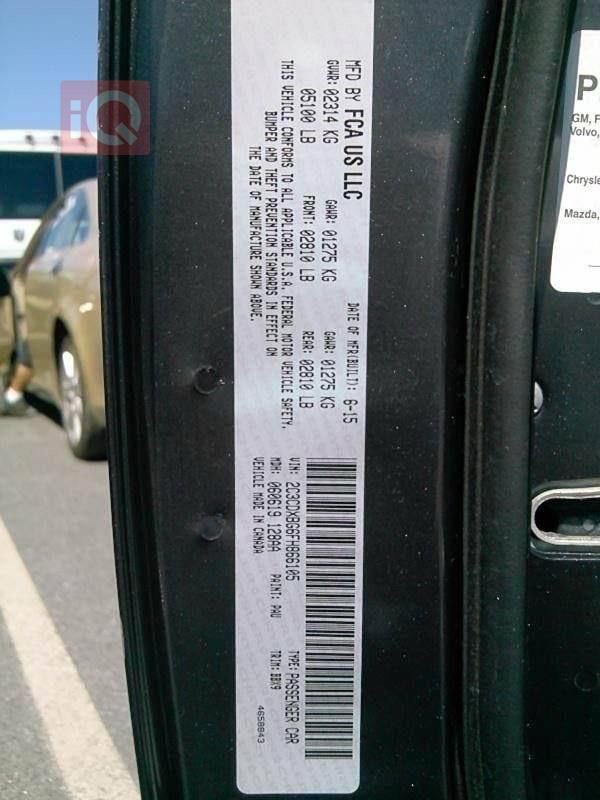 iQ
MFD BY FCA US LLC
DATE OF MFR(BUILT): 6-15
GVWR: 02314 KG
GAWR: 01275 KG
GAWR: 01275 KG
05100 LB
FRONT: 02810 LB
REAR: 02810 LB
THIS VEHICLE CONFORMS TO ALL APPLICABLE U.S.A. FEDERAL MOTOR VEHICLE SAFETY,
BUMPER AND THEFT PREVENTION STANDARDS IN EFFECT ON
THE DATE OF MANUFACTURE SHOWN ABOVE.
VIN: 2C3CDXBG6FH866105
TYPE: PASSENGER CAR
MDH: 060619 128AA
PAINT: PAU
TRIM: BBX9
VEHICLE MADE IN CANADA
4658843
GM, F
Volvo,
Chrysle
Mazda,